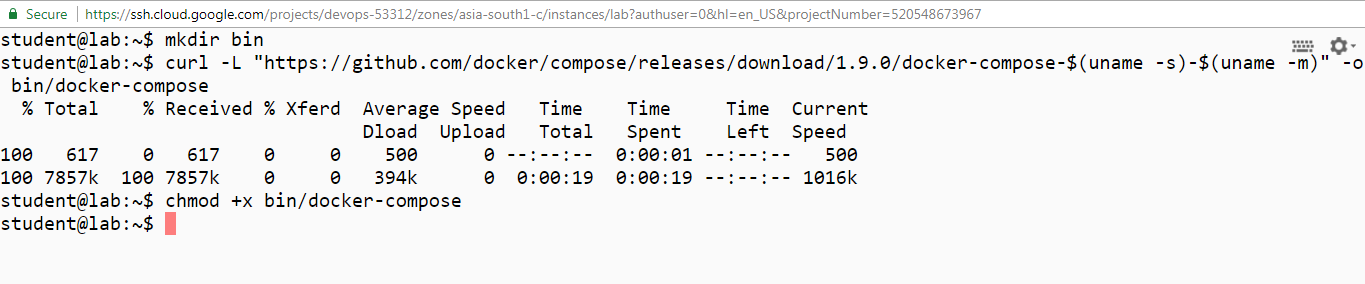 Secure | https://ssh.cloud.google.com/projects/devops-53312/zones/asia-south1-c/instances/lab?authuser=0&hl=en_US&projectNumber=520548673967
student@lab:~$ mkdir bin
student@lab:~$ curl -L "https://github.com/docker/compose/releases/download/1.9.0/docker-compose-$(uname -s)-$(uname -m)" -o
 bin/docker-compose
  % Total    % Received % Xferd  Average Speed   Time    Time     Time  Current
                                 Dload  Upload   Total   Spent    Left  Speed
100   617    0   617    0     0    500      0 --:--:--  0:00:01 --:--:--   500
100 7857k  100 7857k    0     0   394k      0  0:00:19  0:00:19 --:--:-- 1016k
student@lab:~$ chmod +x bin/docker-compose
student@lab:~$